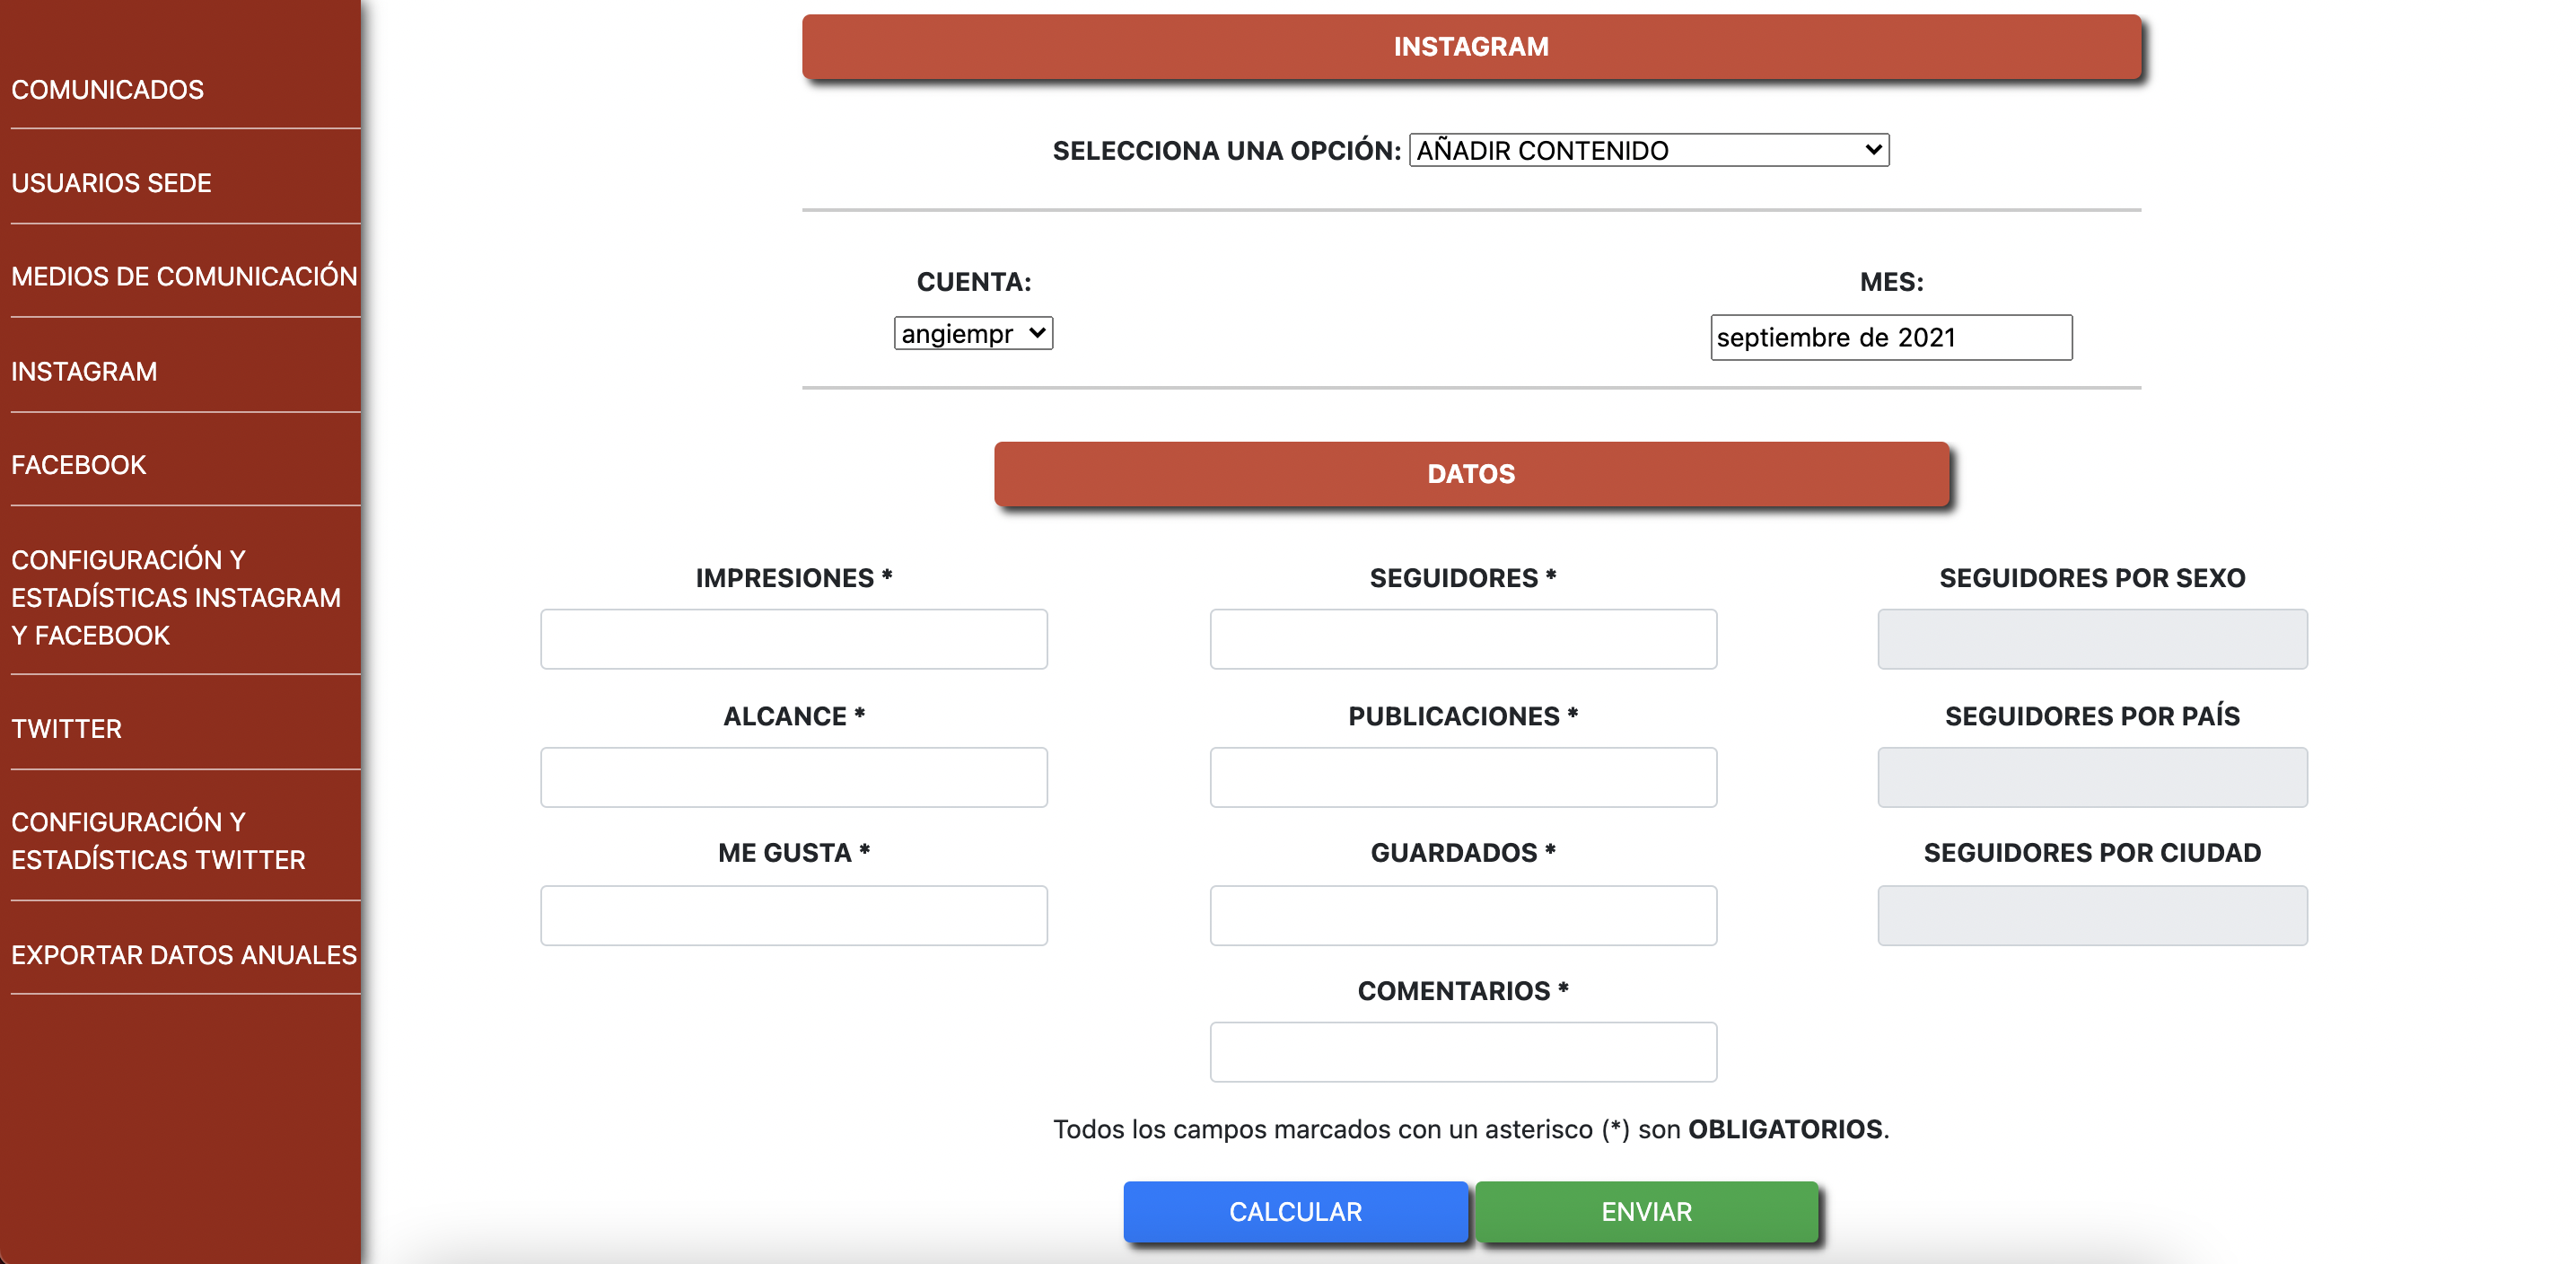 COMUNICADOS
USUARIOS SEDE
MEDIOS DE COMUNICACIÓN
INSTAGRAM
FACEBOOK
CONFIGURACIÓN Y
ESTADÍSTICAS INSTAGRAM
Y FACEBOOK
TWITTER
CONFIGURACIÓN Y
ESTADÍSTICAS TWITTER
EXPORTAR DATOS ANUALES
INSTAGRAM
SELECCIONA UNA OPCIÓN: AÑADIR CONTENIDO
CUENTA: MES:
angiempr septiembre de 2021
DATOS
IMPRESIONES * SEGUIDORES * SEGUIDORES POR SEXO
ALCANCE * PUBLICACIONES * SEGUIDORES POR PAÍS
ME GUSTA * GUARDADOS * SEGUIDORES POR CIUDAD
COMENTARIOS *
Todos los campos marcados con un asterisco (*) son OBLIGATORIOS.
CALCULAR ENVIAR